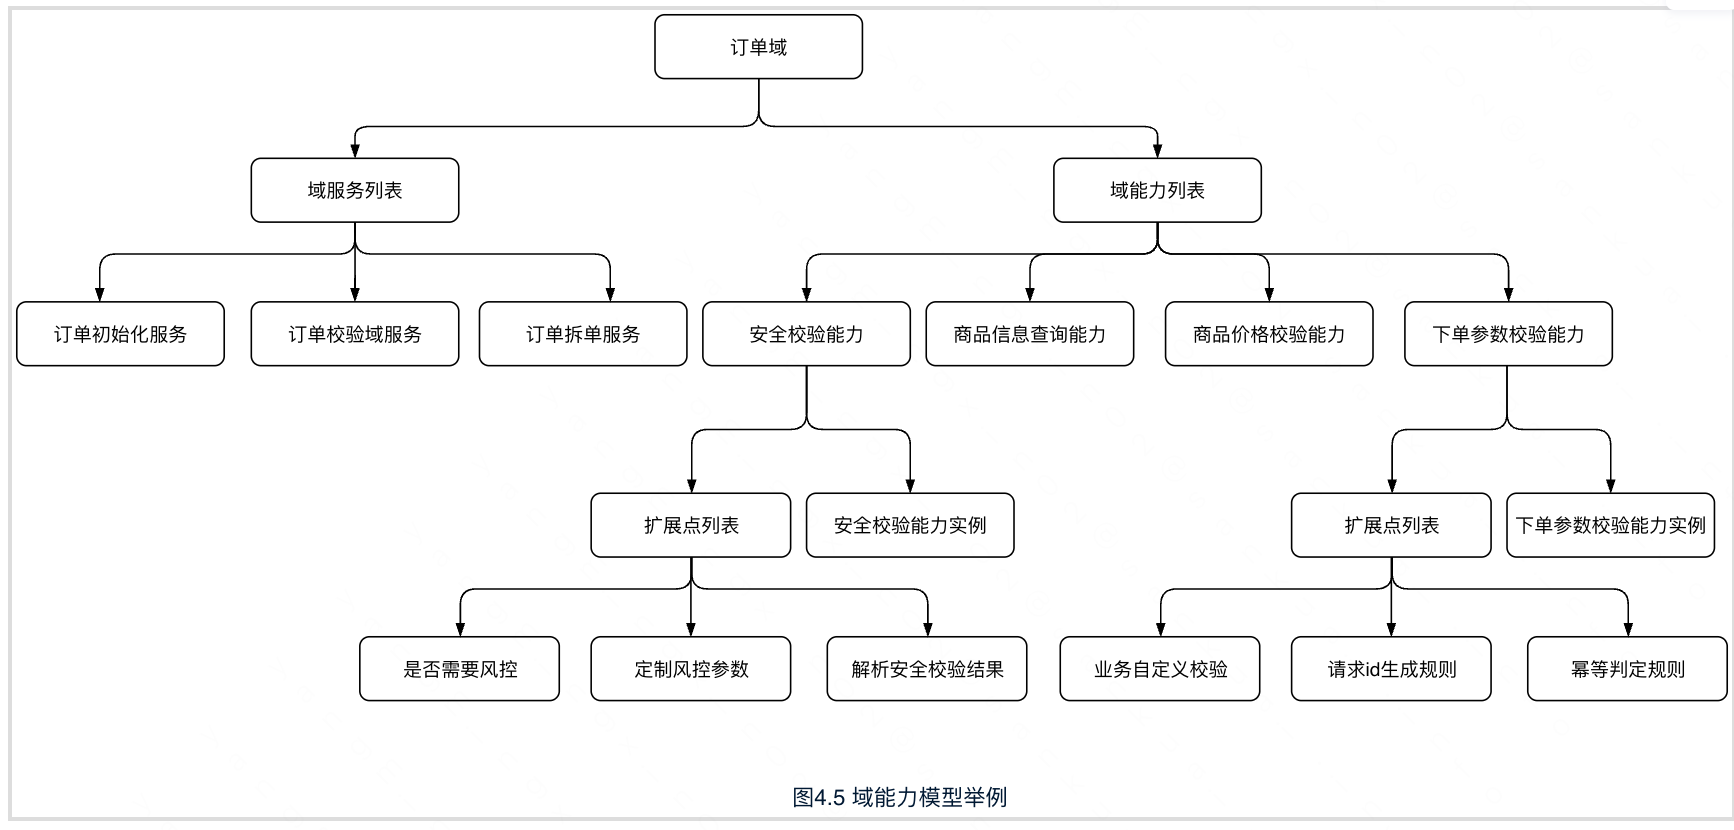 订单域
域服务列表
域能力列表
订单初始化服务
订单校验域服务
订单拆单服务
安全校验能力
商品信息查询能力
商品价格校验能力
下单参数校验能力
扩展点列表
安全校验能力实例
扩展点列表
下单参数校验能力实例
是否需要风控
定制风控参数
解析安全校验结果
业务自定义校验
请求id生成规则
幂等判定规则
图4.5 域能力模型举例